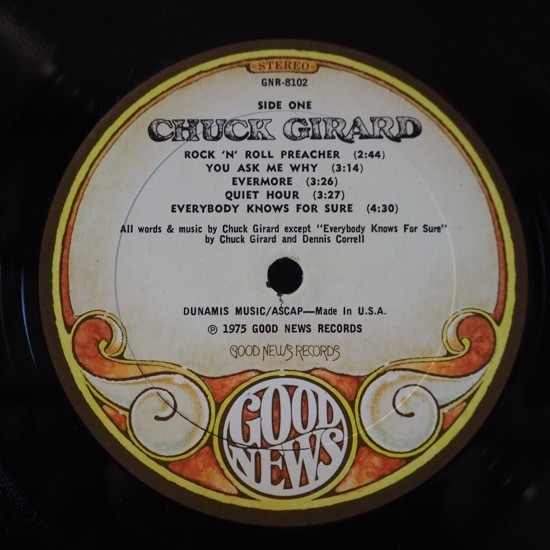 STEREO
GNR-8102
SIDE ONE
CHUCK GIRARD
ROCK 'N' ROLL PREACHER (2:44)
YOU ASK ME WHY (3:14)
EVERMORE (3:26)
QUIET HOUR (3:27)
EVERYBODY KNOWS FOR SURE (4:30)
All words & music by Chuck Girard except "Everybody Knows For Sure"
by Chuck Girard and Dennis Correll
DUNAMIS MUSIC/ASCAP—Made In U.S.A.
℗ 1975 GOOD NEWS RECORDS
GOOD NEWS RECORDS
GOOD
NEWS